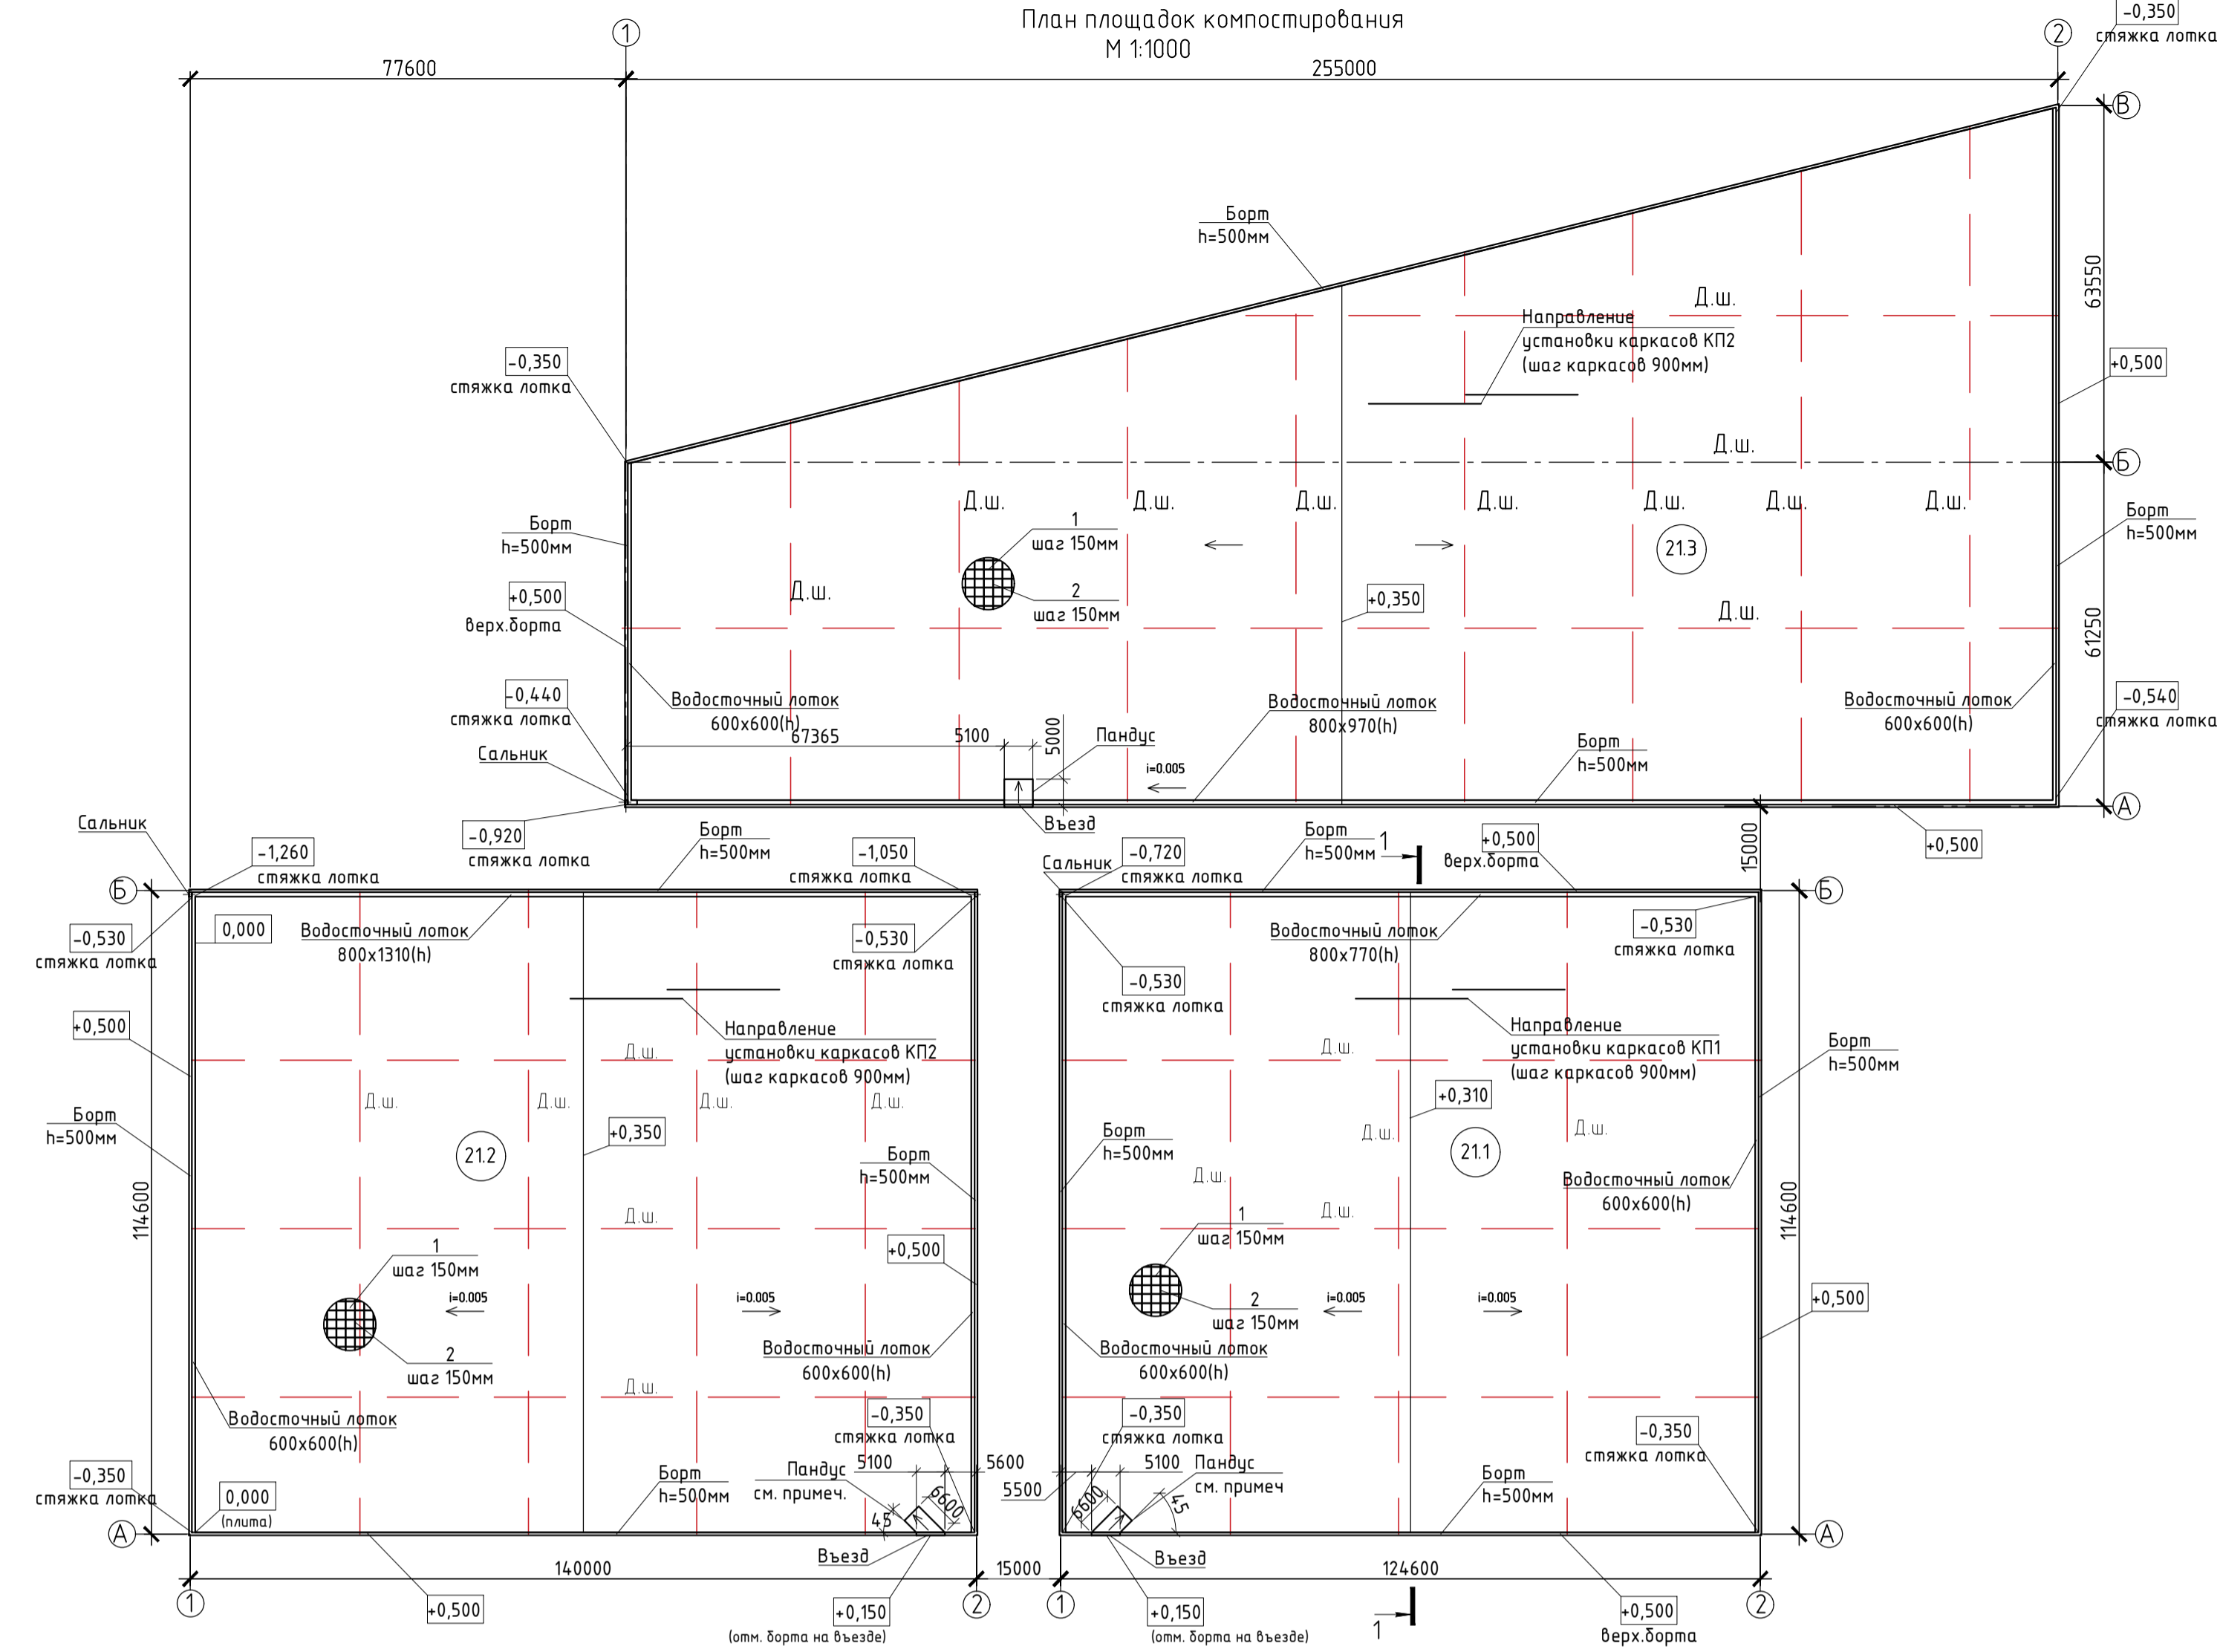 План площадок компостирования
М 1:1000
1
2
-0,350
стяжка лотка
77600
255000
В
Борт
h=500мм
63550
Д.ш.
Направление
установки каркасов КП2
(шаг каркасов 900мм)
-0,350
стяжка лотка
+0,500
Д.ш.
Б
Д.ш.
Д.ш.
Д.ш.
Д.ш.
Д.ш.
Д.ш.
Д.ш.
Борт
h=500мм
1
шаг 150мм
21.3
Борт
h=500мм
2
шаг 150мм
Д.ш.
+0,350
Д.ш.
+0,500
верх.борта
61250
-0,440
стяжка лотка
Водосточный лоток
600х600(h)
Водосточный лоток
800х970(h)
Водосточный лоток
600х600(h)
-0,540
стяжка лотка
67365
5100
5000
Пандус
Борт
h=500мм
Сальник
i=0.005
А
Въезд
Сальник
-0,920
стяжка лотка
Борт
h=500мм
Борт
h=500мм
1
+0,500
верх.борта
15000
+0,500
-1,260
стяжка лотка
-1,050
стяжка лотка
Сальник
-0,720
стяжка лотка
Б
Б
0,000
Водосточный лоток
800х1310(h)
-0,530
стяжка лотка
-0,530
стяжка лотка
Водосточный лоток
800х770(h)
-0,530
стяжка лотка
-0,530
стяжка лотка
+0,500
Направление
установки каркасов КП2
(шаг каркасов 900мм)
Направление
установки каркасов КП1
(шаг каркасов 900мм)
Борт
h=500мм
Д.ш.
Д.ш.
Д.ш.
Д.ш.
Д.ш.
Д.ш.
+0,310
Борт
h=500мм
+0,350
Борт
h=500мм
Д.ш.
Д.ш.
21.2
21.1
Борт
h=500мм
Д.ш.
Водосточный лоток
600х600(h)
114600
114600
Д.ш.
Д.ш.
1
шаг 150мм
+0,500
1
шаг 150мм
i=0.005
i=0.005
i=0.005
i=0.005
+0,500
2
шаг 150мм
2
шаг 150мм
Водосточный лоток
600х600(h)
Водосточный лоток
600х600(h)
Д.ш.
Водосточный лоток
600х600(h)
-0,350
стяжка лотка
-0,350
стяжка лотка
-0,350
стяжка лотка
-0,350
стяжка лотка
0,000
(плита)
Борт
h=500мм
Пандус
см. примеч.
5100
5600
5500
5100
Пандус
см. примеч
Борт
h=500мм
6600
45
6600
45
А
А
Въезд
Въезд
140000
15000
124600
1
2
1
2
+0,500
+0,150
(отм. борта на въезде)
+0,150
(отм. борта на въезде)
1
+0,500
верх.борта